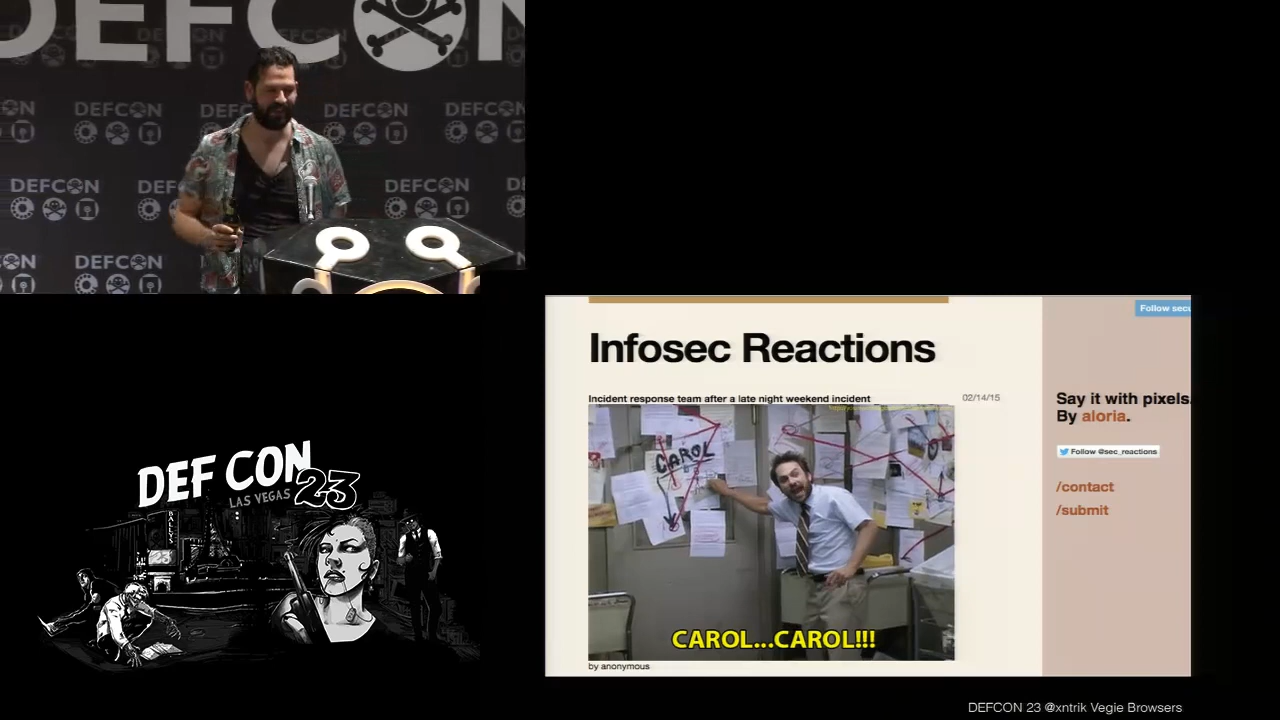 DEFCON
DEFCON
DEFCON
DEFCON
DEFCON
DEFCON
DEFCON
DEFCON
DEFCON
DEF CON
LAS VEGAS 23
BALLY'S
Infosec Reactions
Incident response team after a late night weekend incident
02/14/15
CAROL
CAROL...CAROL!!!
by anonymous
Follow secu
Say it with pixels.
By aloria.
Follow @sec_reactions
/contact
/submit
DEFCON 23 @xntrik Vegie Browsers